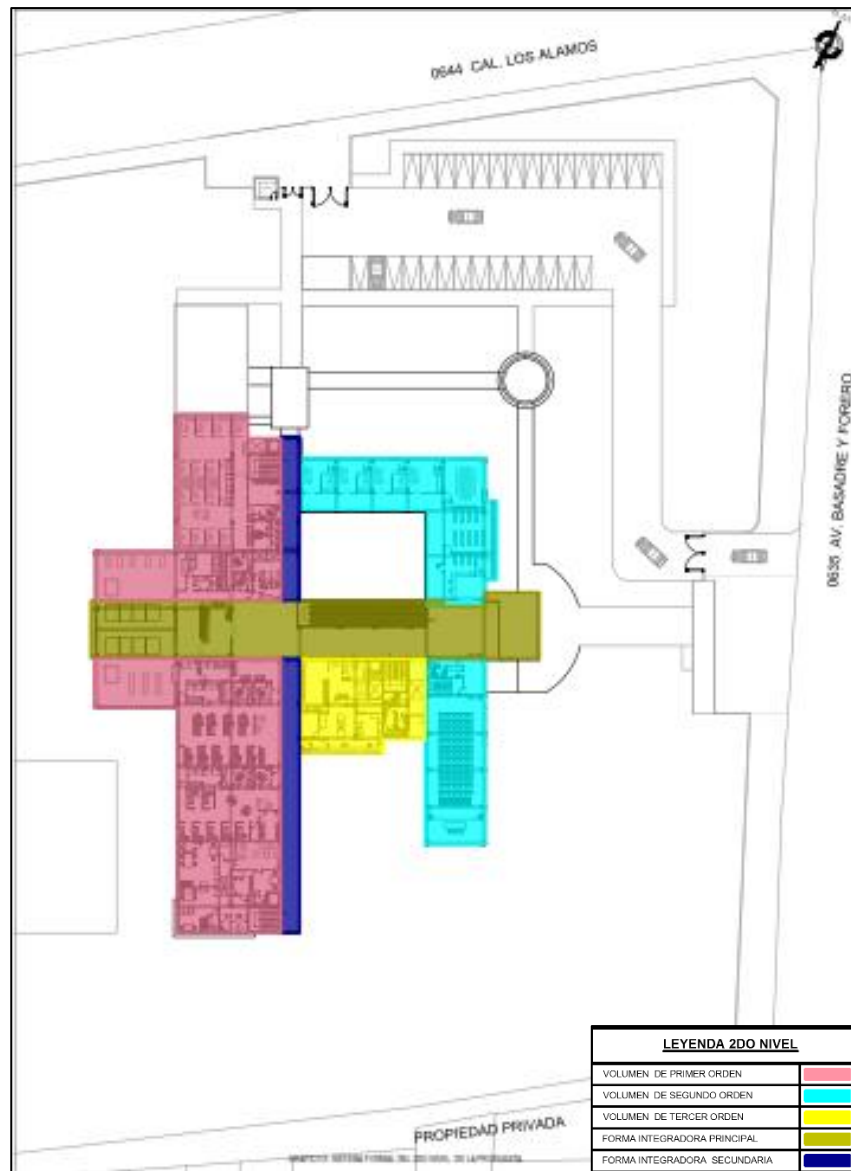 0644 CAL. LOS ALAMOS
0635 AV. BASADRE Y FORERO
LEYENDA 2DO NIVEL
VOLUMEN DE PRIMER ORDEN
VOLUMEN DE SEGUNDO ORDEN
VOLUMEN DE TERCER ORDEN
FORMA INTEGRADORA PRINCIPAL
FORMA INTEGRADORA SECUNDARIA
PROPIEDAD PRIVADA